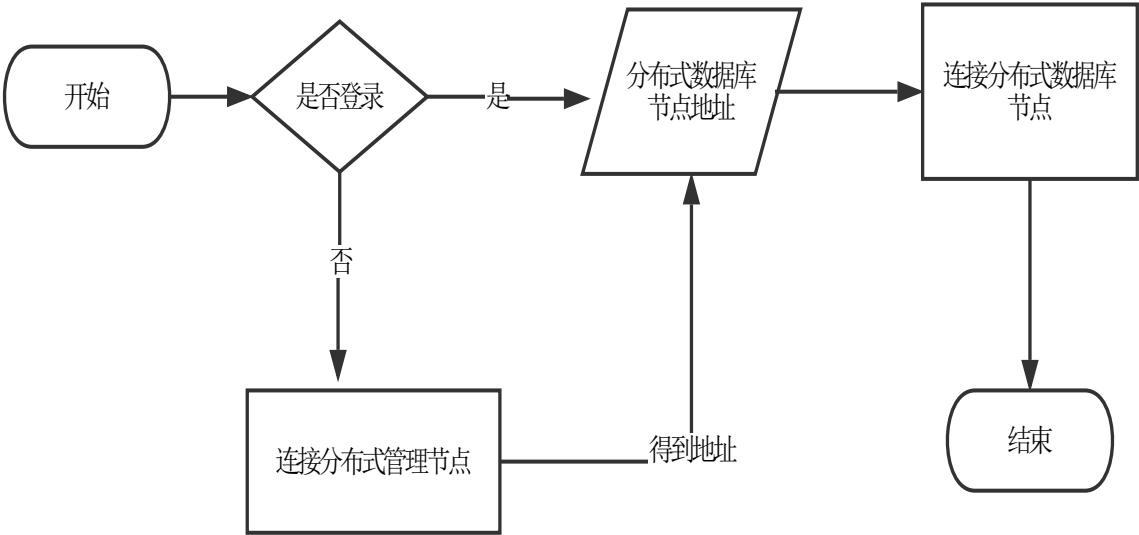 开始
是否登录
是
分布式数据库
节点地址
连接分布式数据库
节点
否
连接分布式管理节点
得到地址
结束